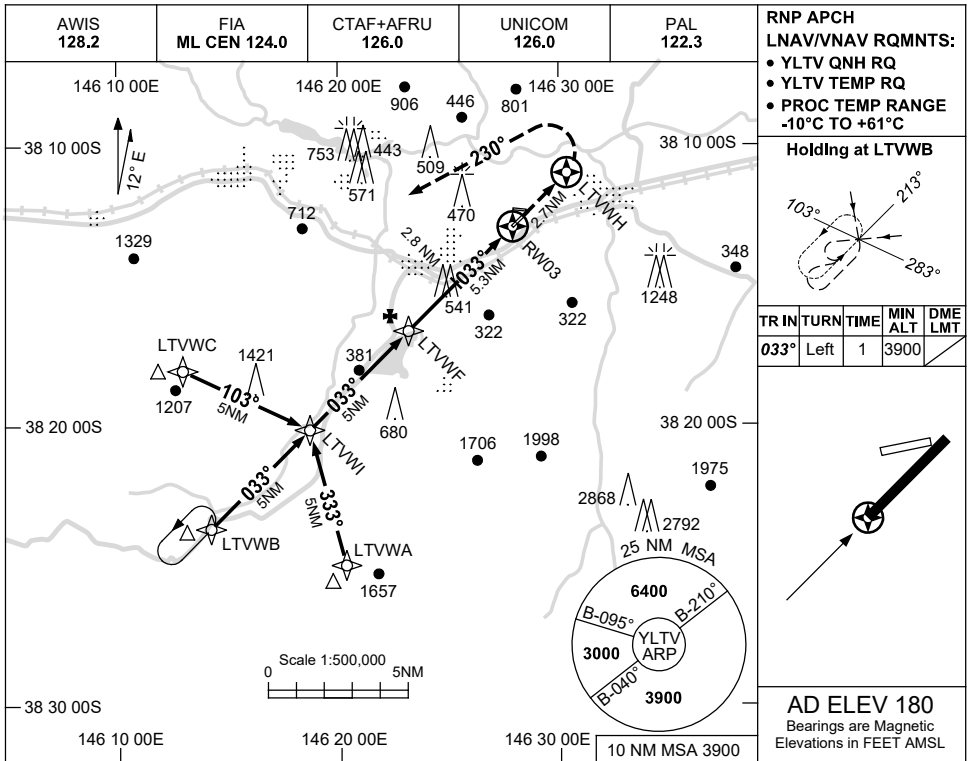 AWIS
128.2
FIA
ML CEN 124.0
CTAF+AFRU
126.0
UNICOM
126.0
PAL
122.3
RNP APCH
LNAV/VNAV RQMNTS:
• YLTV QNH RQ
• YLTV TEMP RQ
• PROC TEMP RANGE
-10°C TO +61°C
146 10 00E
146 20 00E
146 30 00E
906
446
801
38 10 00S
38 10 00S
12° E
753
443
571
509
230°
470
LTVWH
2.7NM
RW03
712
1329
2.8 NM
033°
5.3NM
541
348
1248
322
322
LTVWF
LTVWC
1421
381
1207
103°
5NM
033°
5NM
680
38 20 00S
38 20 00S
LTVWI
1706
1998
1975
033°
5NM
333°
5NM
2868
2792
LTVWB
LTVWA
1657
25 NM MSA
6400
B-210°
B-095°
YLTV
ARP
3000
B-040°
3900
Scale 1:500,000
0
5NM
38 30 00S
146 10 00E
146 20 00E
146 30 00E
10 NM MSA 3900
Holding at LTVWB
213°
103°
283°
TR IN
TURN
TIME
MIN
ALT
DME
LMT
033°
Left
1
3900
AD ELEV 180
Bearings are Magnetic
Elevations in FEET AMSL